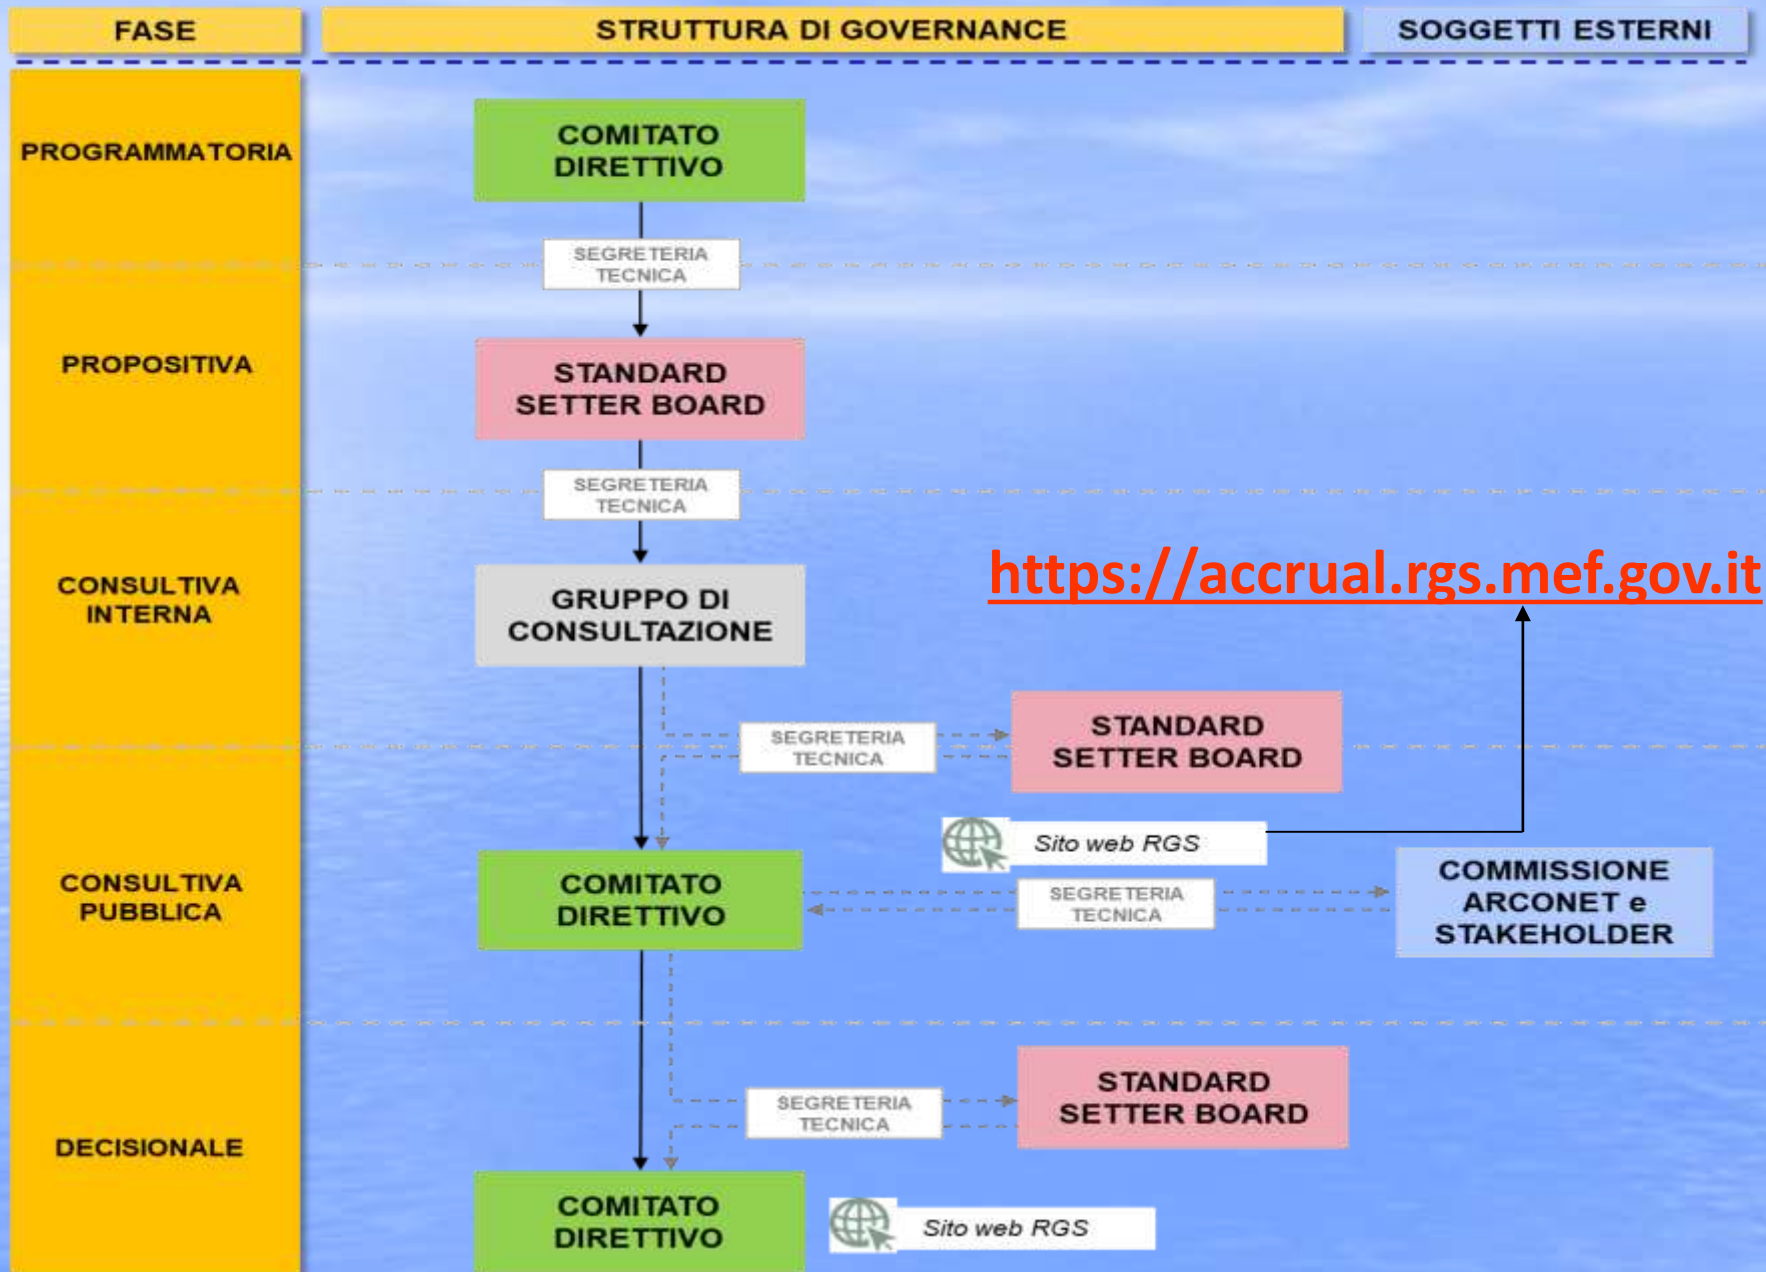 FASE
STRUTTURA DI GOVERNANCE
SOGGETTI ESTERNI
PROGRAMMATORIA
COMITATO
DIRETTIVO
SEGRETERIA
TECNICA
PROPOSITIVA
STANDARD
SETTER BOARD
SEGRETERIA
TECNICA
CONSULTIVA
INTERNA
GRUPPO DI
CONSULTAZIONE
https://accrual.rgs.mef.gov.it
SEGRETERIA
TECNICA
STANDARD
SETTER BOARD
Sito web RGS
CONSULTIVA
PUBBLICA
COMITATO
DIRETTIVO
SEGRETERIA
TECNICA
COMMISSIONE
ARCONET e
STAKEHOLDER
SEGRETERIA
TECNICA
STANDARD
SETTER BOARD
DECISIONALE
COMITATO
DIRETTIVO
Sito web RGS